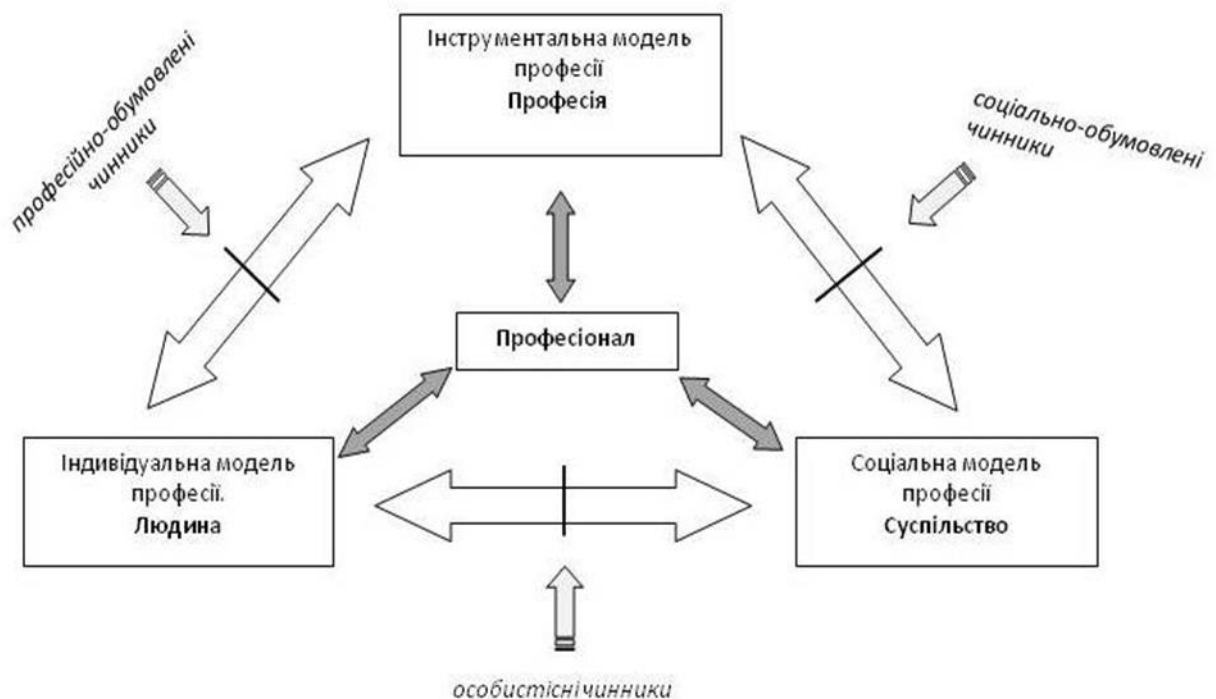 Інструментальна модель
професії
Професія
професійно-обумовлені
чинники
соціально-обумовлені
чинники
Професіонал
Індивідуальна модель
професії.
Людина
Соціальна модель
професії
Суспільство
особистісні чинники